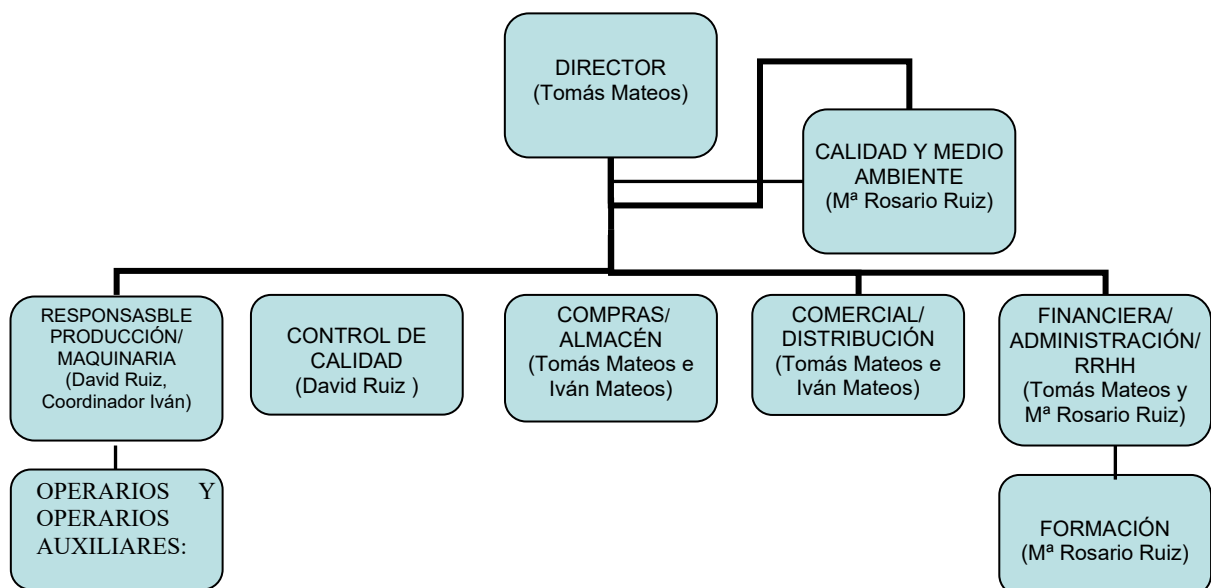 DIRECTOR
(Tomás Mateos)
CALIDAD Y MEDIO
AMBIENTE
(Mª Rosario Ruiz)
RESPONSASBLE
PRODUCCIÓN/
MAQUINARIA
(David Ruiz,
Coordinador Iván)
CONTROL DE
CALIDAD
(David Ruiz )
COMPRAS/
ALMACÉN
(Tomás Mateos e
Iván Mateos)
COMERCIAL/
DISTRIBUCIÓN
(Tomás Mateos e
Iván Mateos)
FINANCIERA/
ADMINISTRACIÓN/
RRHH
(Tomás Mateos y
Mª Rosario Ruiz)
OPERARIOS Y
OPERARIOS
AUXILIARES:
FORMACIÓN
(Mª Rosario Ruiz)